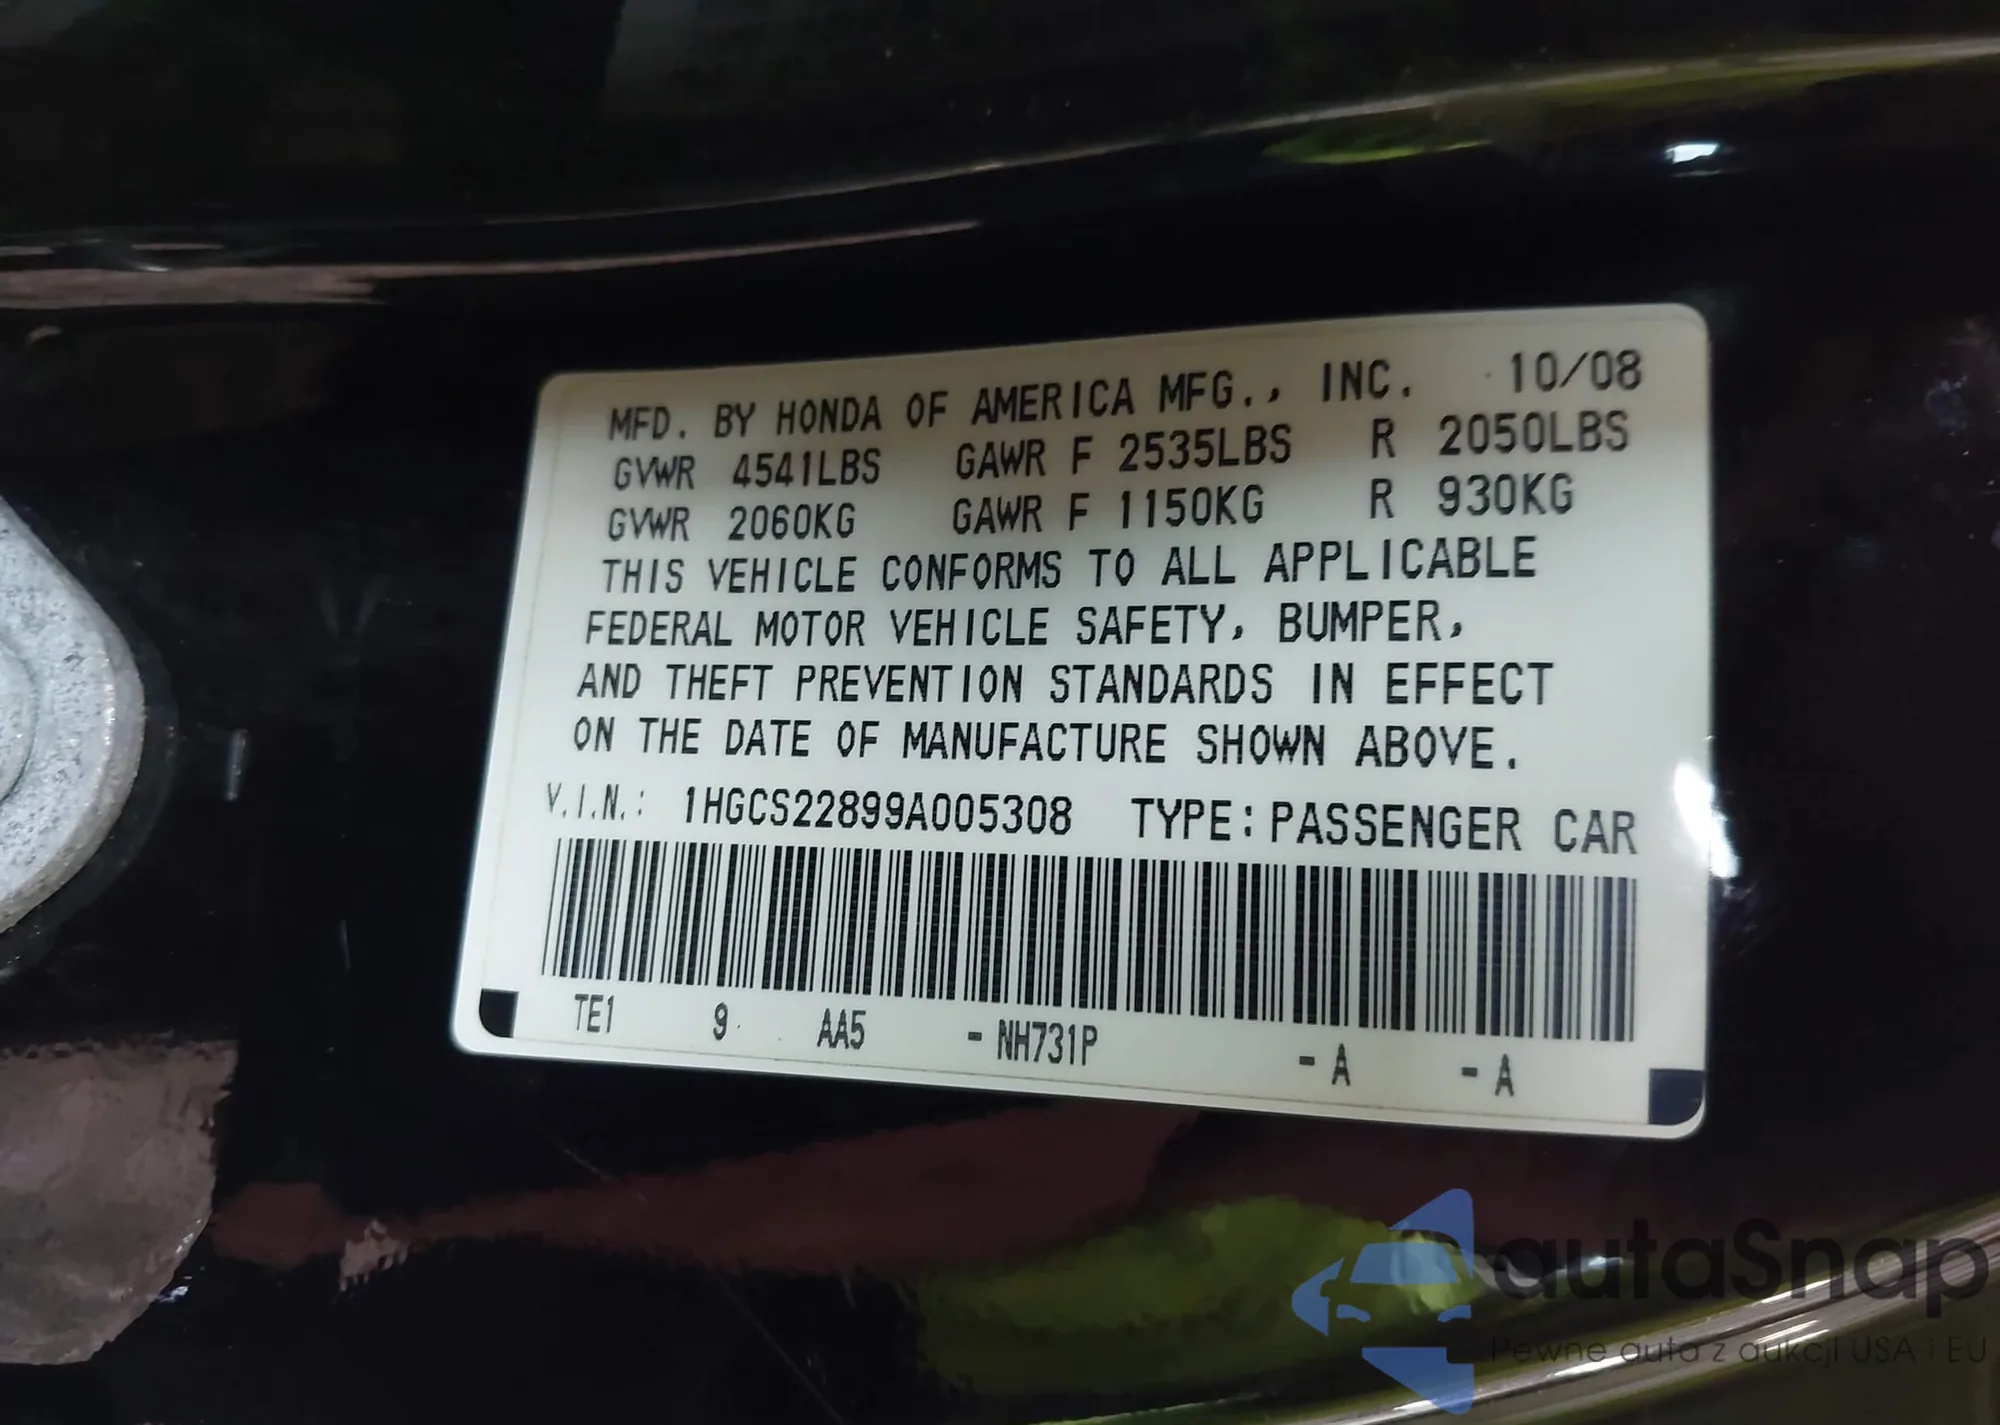 MFD. BY HONDA OF AMERICA MFG., INC. 10/08
GVWR 4541LBS GAWR F 2535LBS R 2050LBS
GVWR 2060KG GAWR F 1150KG R 930KG
THIS VEHICLE CONFORMS TO ALL APPLICABLE
FEDERAL MOTOR VEHICLE SAFETY, BUMPER,
AND THEFT PREVENTION STANDARDS IN EFFECT
ON THE DATE OF MANUFACTURE SHOWN ABOVE.
V.I.N.: 1HGCS22899A005308 TYPE: PASSENGER CAR
TE1 9 AA5 - NH731P - A - A
autaSnap
Pewne auta z aukcji USA i EU